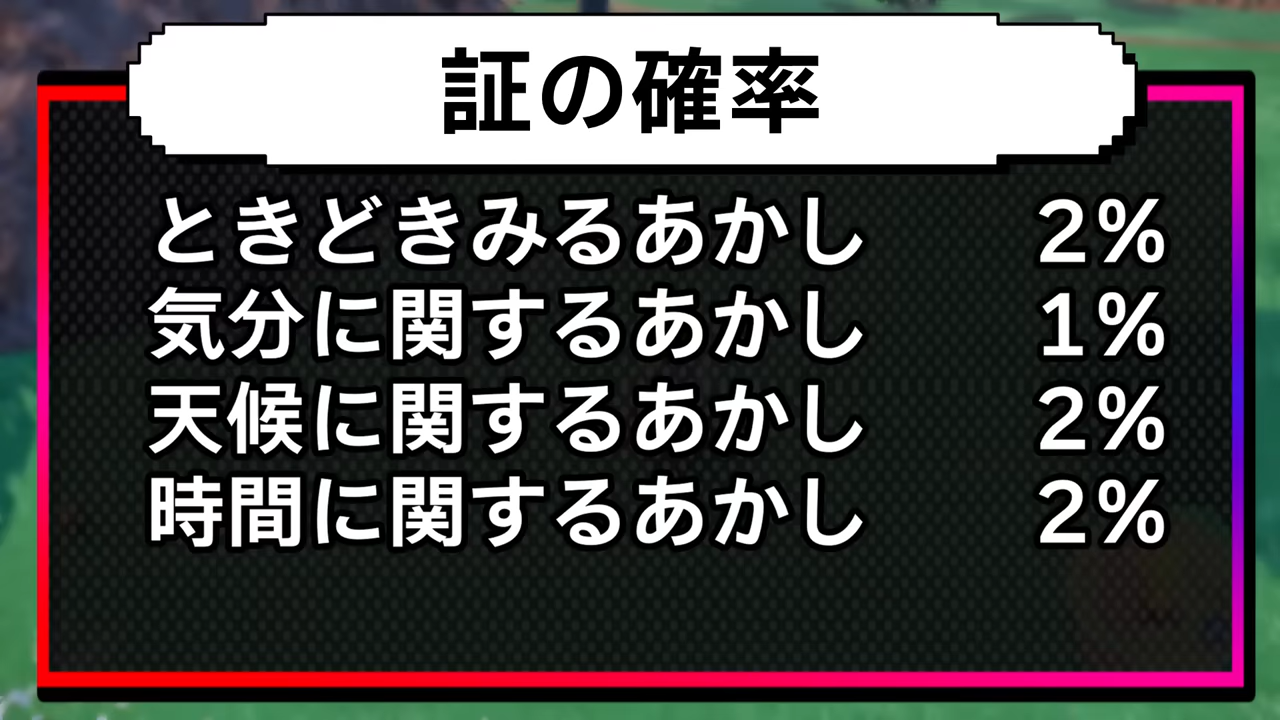 証の確率
ときどきみるあかし 2%
気分に関するあかし 1%
天候に関するあかし 2%
時間に関するあかし 2%